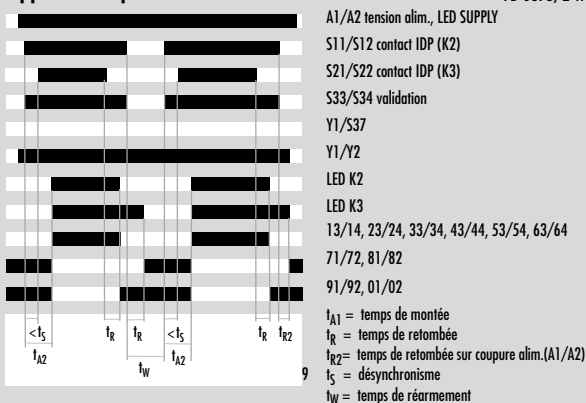 A1/A2 tension alim., LED SUPPLY
S11/S12 contact IDP (K2)
S21/S22 contact IDP (K3)
S33/S34 validation
Y1/S37
Y1/Y2
LED K2
LED K3
13/14, 23/24, 33/34, 43/44, 53/54, 63/64
71/72, 81/82
91/92, 01/02
<tS tR tR <tS tR tR2
tA2 tW tA2
9
tA1 = temps de montée
tR = temps de retombée
tR2= temps de retombée sur coupure alim.(A1/A2)
tS = désynchronisme
tW = temps de réarmement